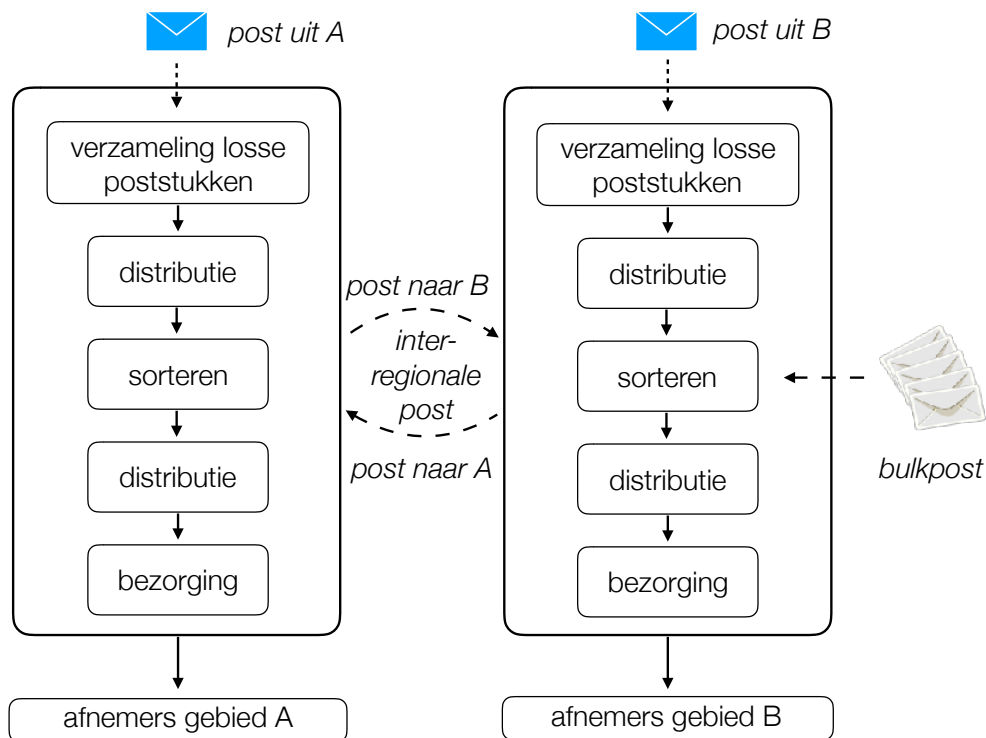 post uit A
verzameling losse
poststukken
distributie
sorteren
distributie
bezorging
afnemers gebied A
post naar B
inter-
regionale
post
post naar A
post uit B
verzameling losse
poststukken
distributie
sorteren
distributie
bezorging
afnemers gebied B
bulkpost